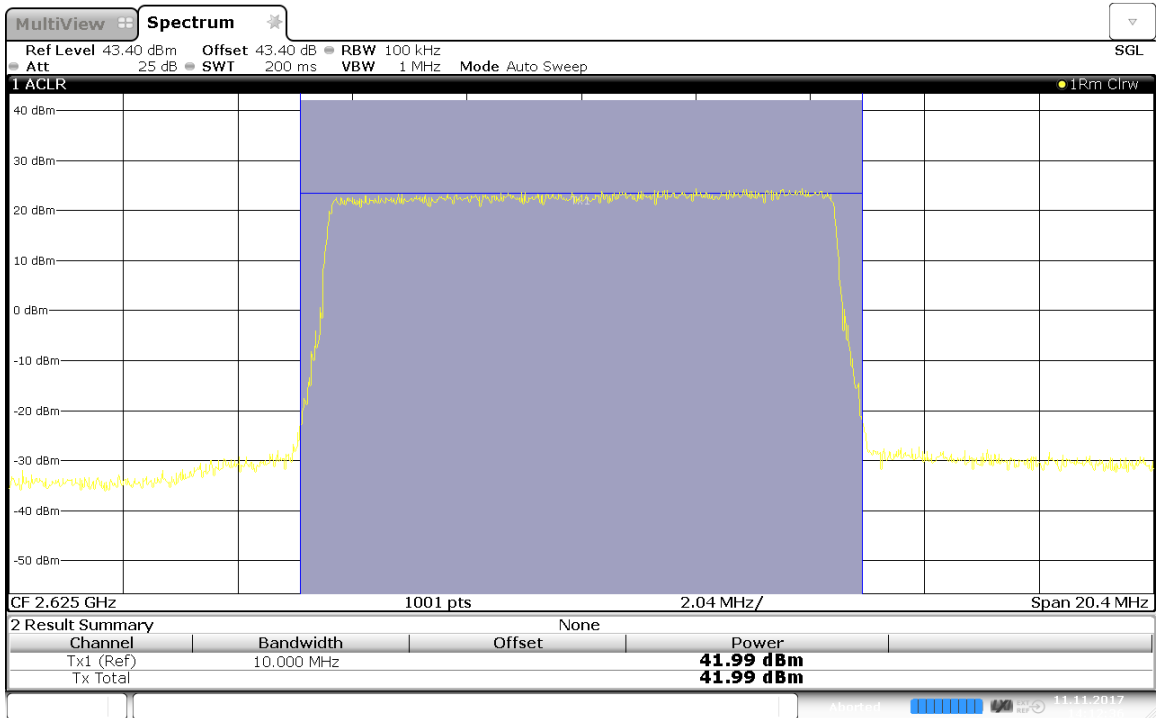 MultiView Spectrum
Ref Level 43.40 dBm Offset 43.40 dB RBW 100 kHz SGL
Att 25 dB SWT 200 ms VBW 1 MHz Mode Auto Sweep
1 ACLR 1Rm Clrw
40 dBm
30 dBm
20 dBm
10 dBm
0 dBm
-10 dBm
-20 dBm
-30 dBm
-40 dBm
-50 dBm
CF 2.625 GHz 1001 pts 2.04 MHz/ Span 20.4 MHz
2 Result Summary None
Channel Bandwidth Offset Power
Tx1 (Ref) 10.000 MHz 41.99 dBm
Tx Total 41.99 dBm
Aborted LXI EXT REF 11.11.2017